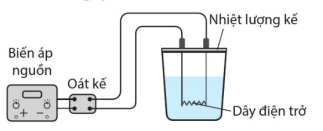 Nhiệt lượng kế
Biến áp
nguồn
Oát kế
Dây điện trở
+ −